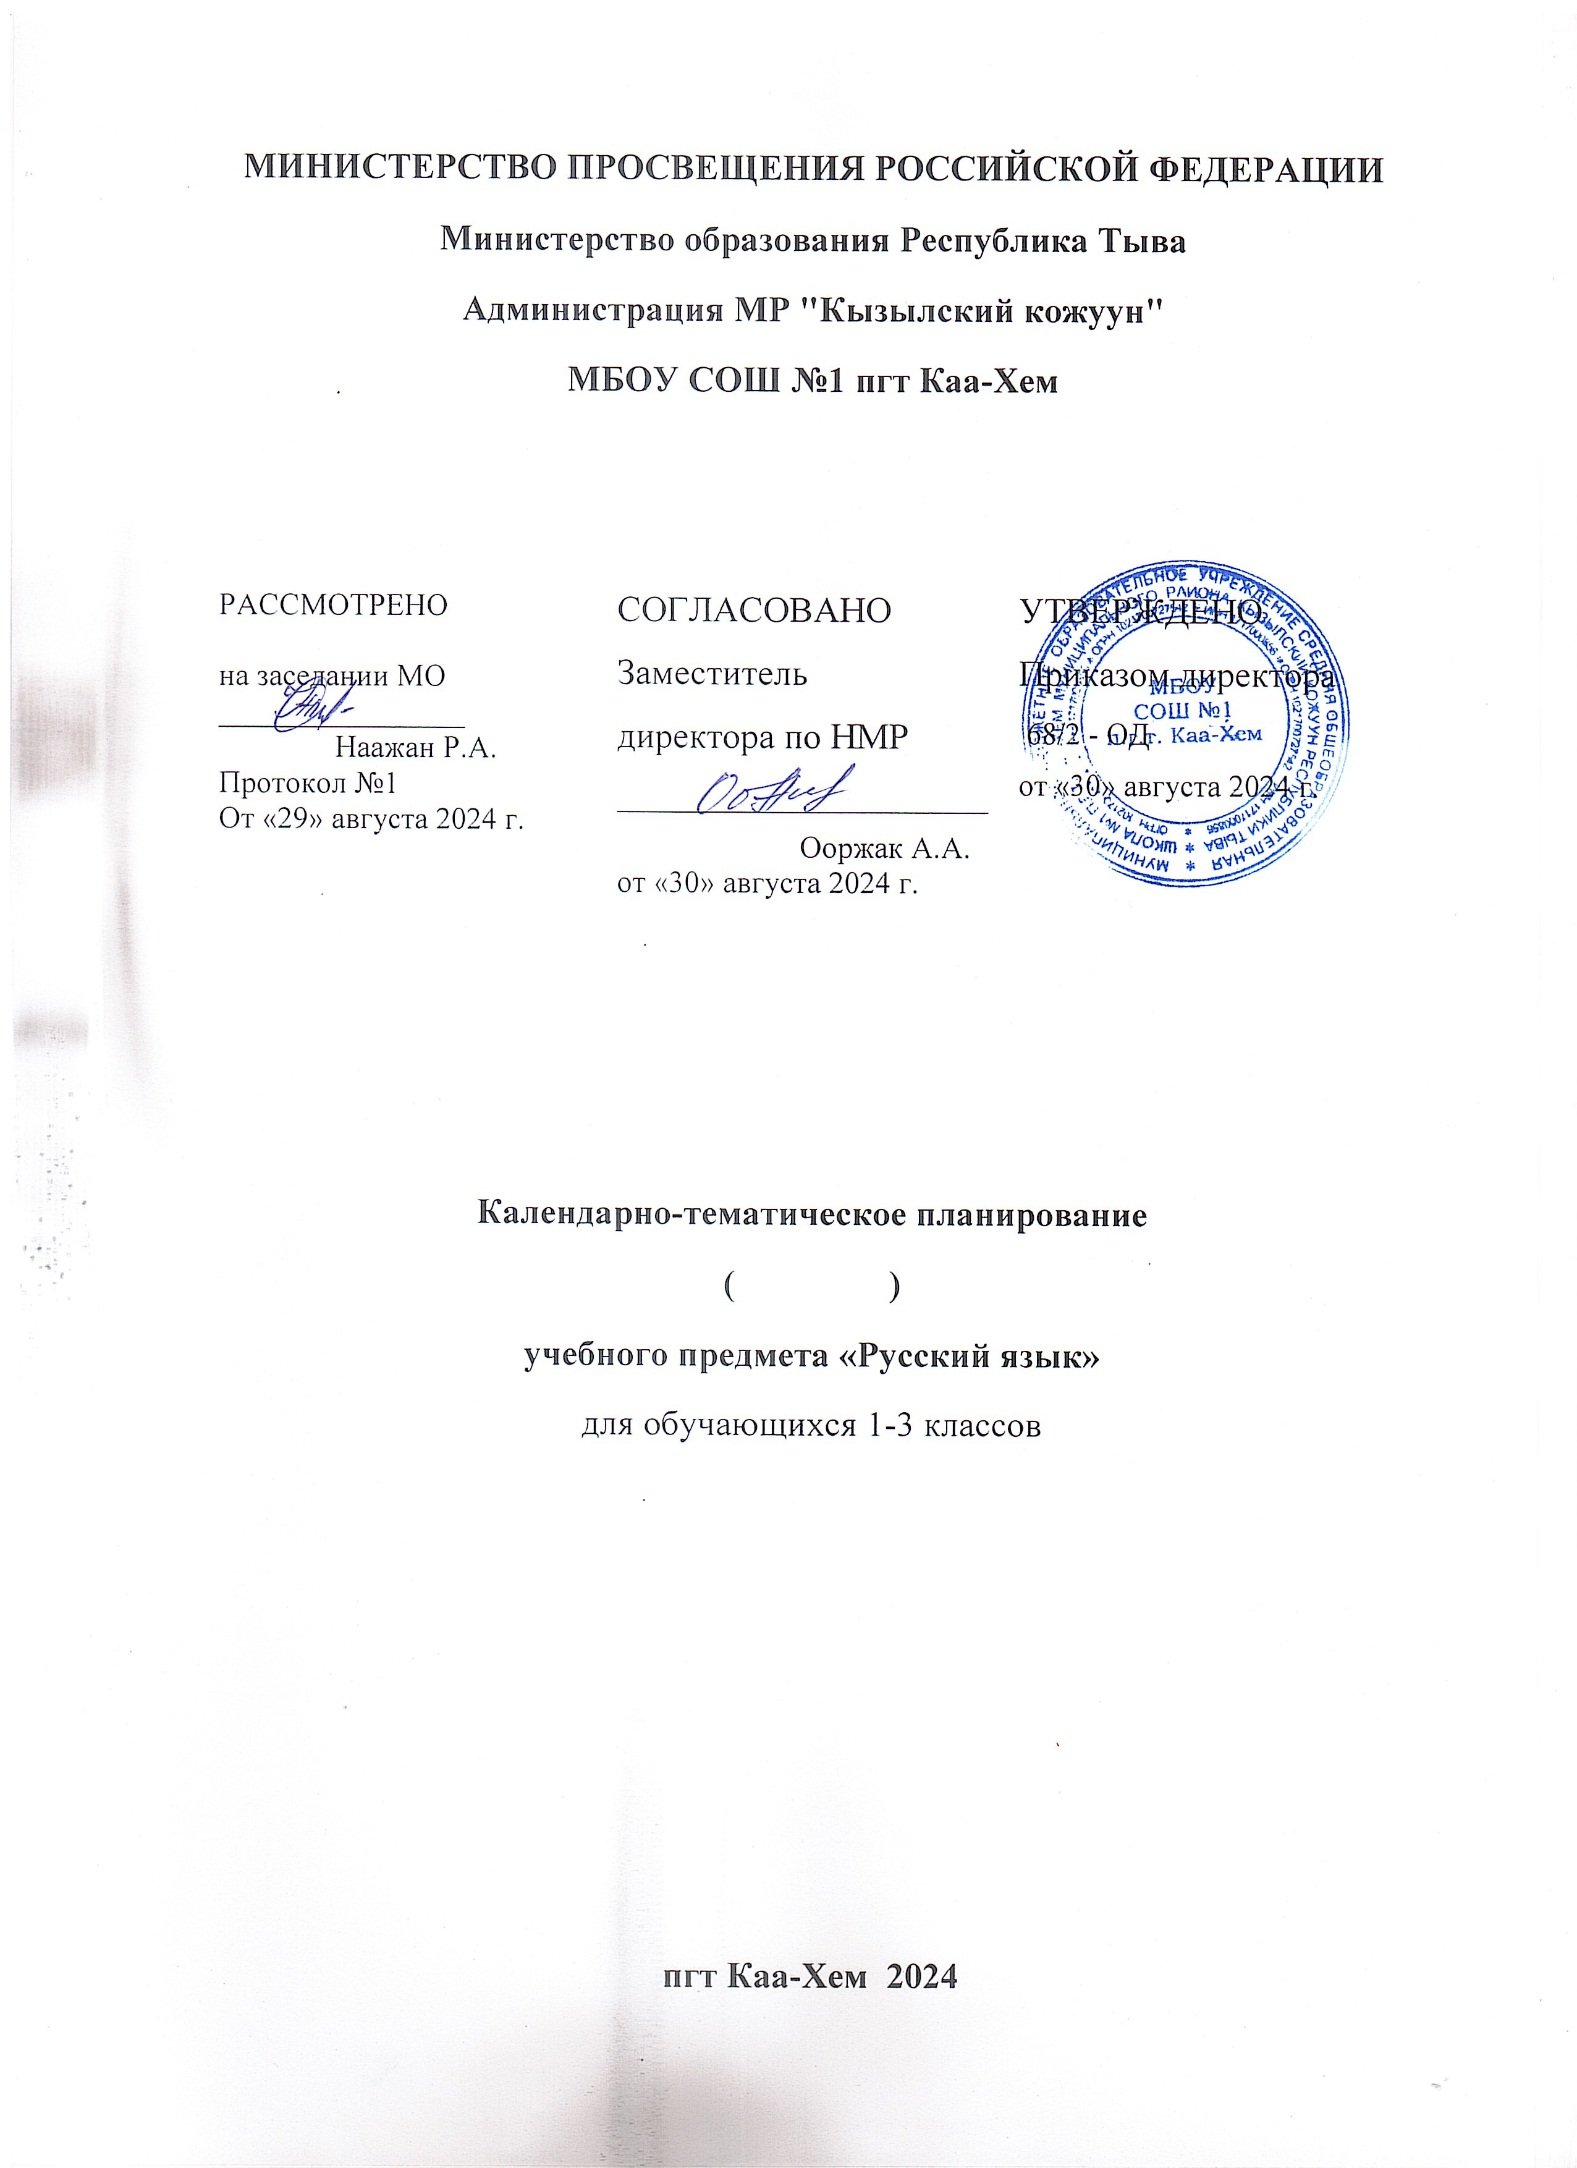 МИНИСТЕРСТВО ПРОСВЕЩЕНИЯ РОССИЙСКОЙ ФЕДЕРАЦИИ
Министерство образования Республика Тыва
Администрация МР "Кызылский кожуун"
МБОУ СОШ №1 пгт Каа-Хем
РАССМОТРЕНО
на заседании МО
Наажан Р.А.
Протокол №1
От «29» августа 2024 г.
СОГЛАСОВАНО
Заместитель
директора по НМР
Ооржак А.А.
от «30» августа 2024 г.
УТВЕРЖДЕНО
Приказом директора
68/2 - ОД
от «30» августа 2024 г.
МБОУ
СОШ №1
п.г.т. Каа-Хем
Календарно-тематическое планирование
( )
учебного предмета «Русский язык»
для обучающихся 1-3 классов
пгт Каа-Хем 2024